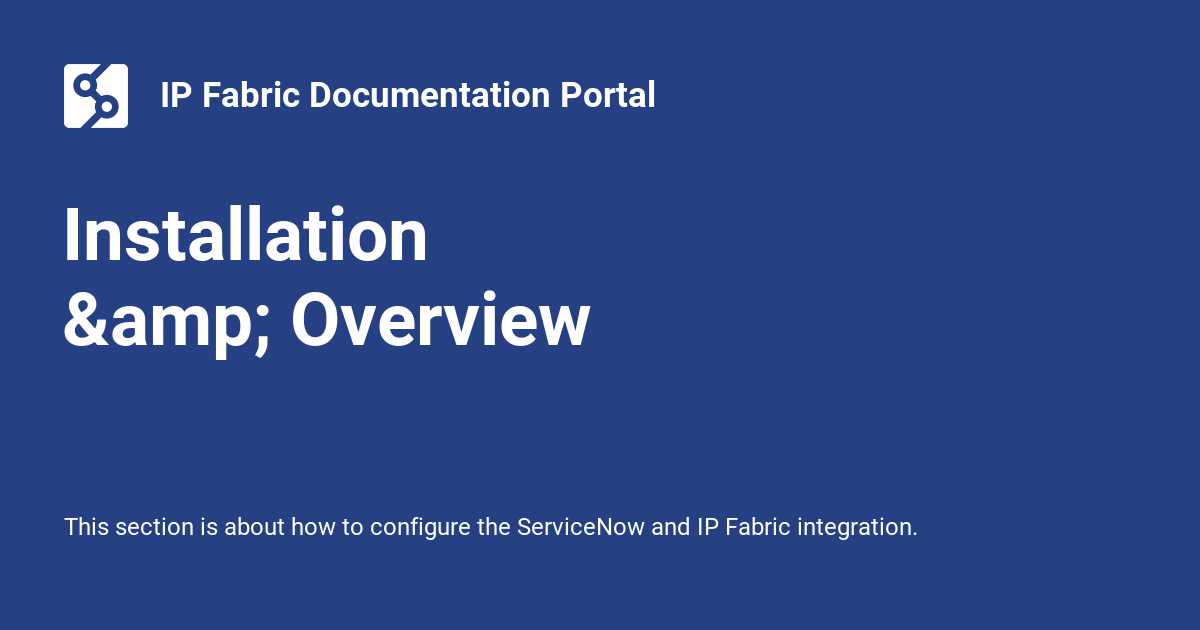 IP Fabric Documentation Portal
Installation
&amp; Overview
This section is about how to configure the ServiceNow and IP Fabric integration.